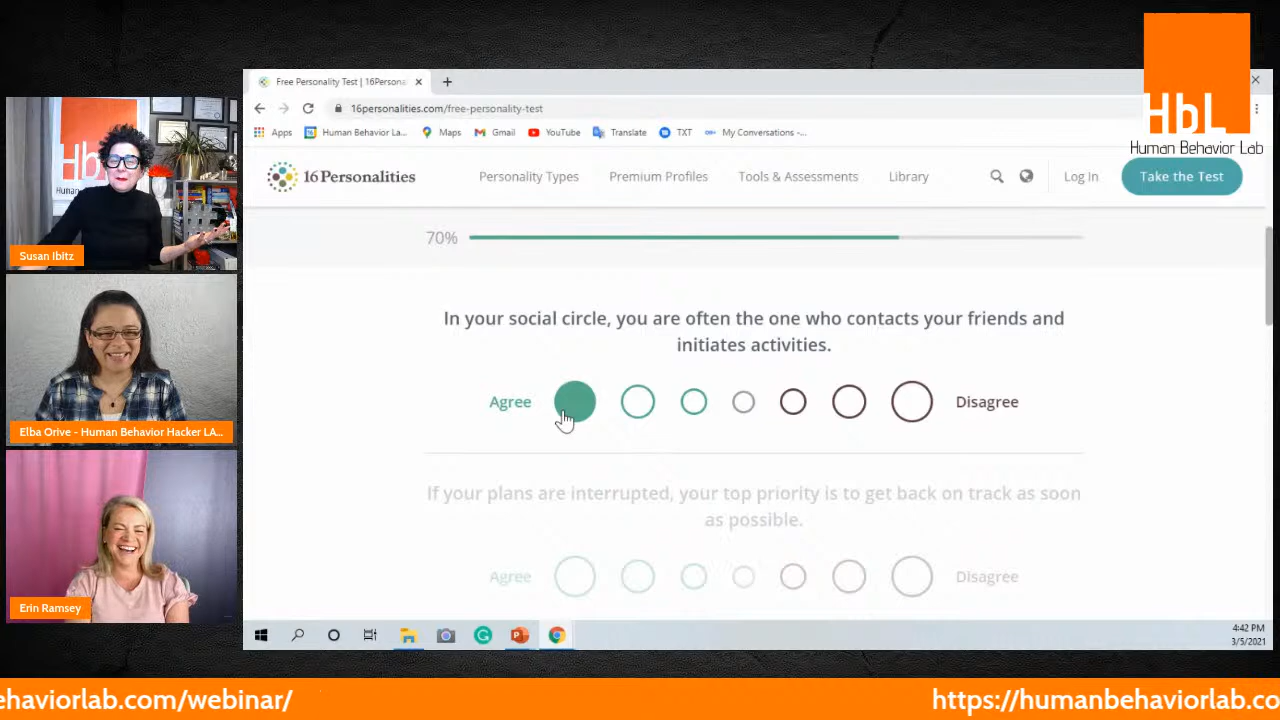 Free Personality Test | 16Persona
16personalities.com/free-personality-test
Apps
Human Behavior La...
Maps
Gmail
YouTube
Translate
TXT
My Conversations -...
HbL
Human Behavior Lab
16Personalities
Personality Types
Premium Profiles
Tools & Assessments
Library
Log In
Take the Test
70%
In your social circle, you are often the one who contacts your friends and
initiates activities.
Agree
Disagree
If your plans are interrupted, your top priority is to get back on track as soon
as possible.
Agree
Disagree
4:42 PM
3/5/2021
Hb
Human
Susan Ibitz
Elba Orive - Human Behavior Hacker LA...
Erin Ramsey
ehaviorlab.com/webinar/
https://humanbehaviorlab.co